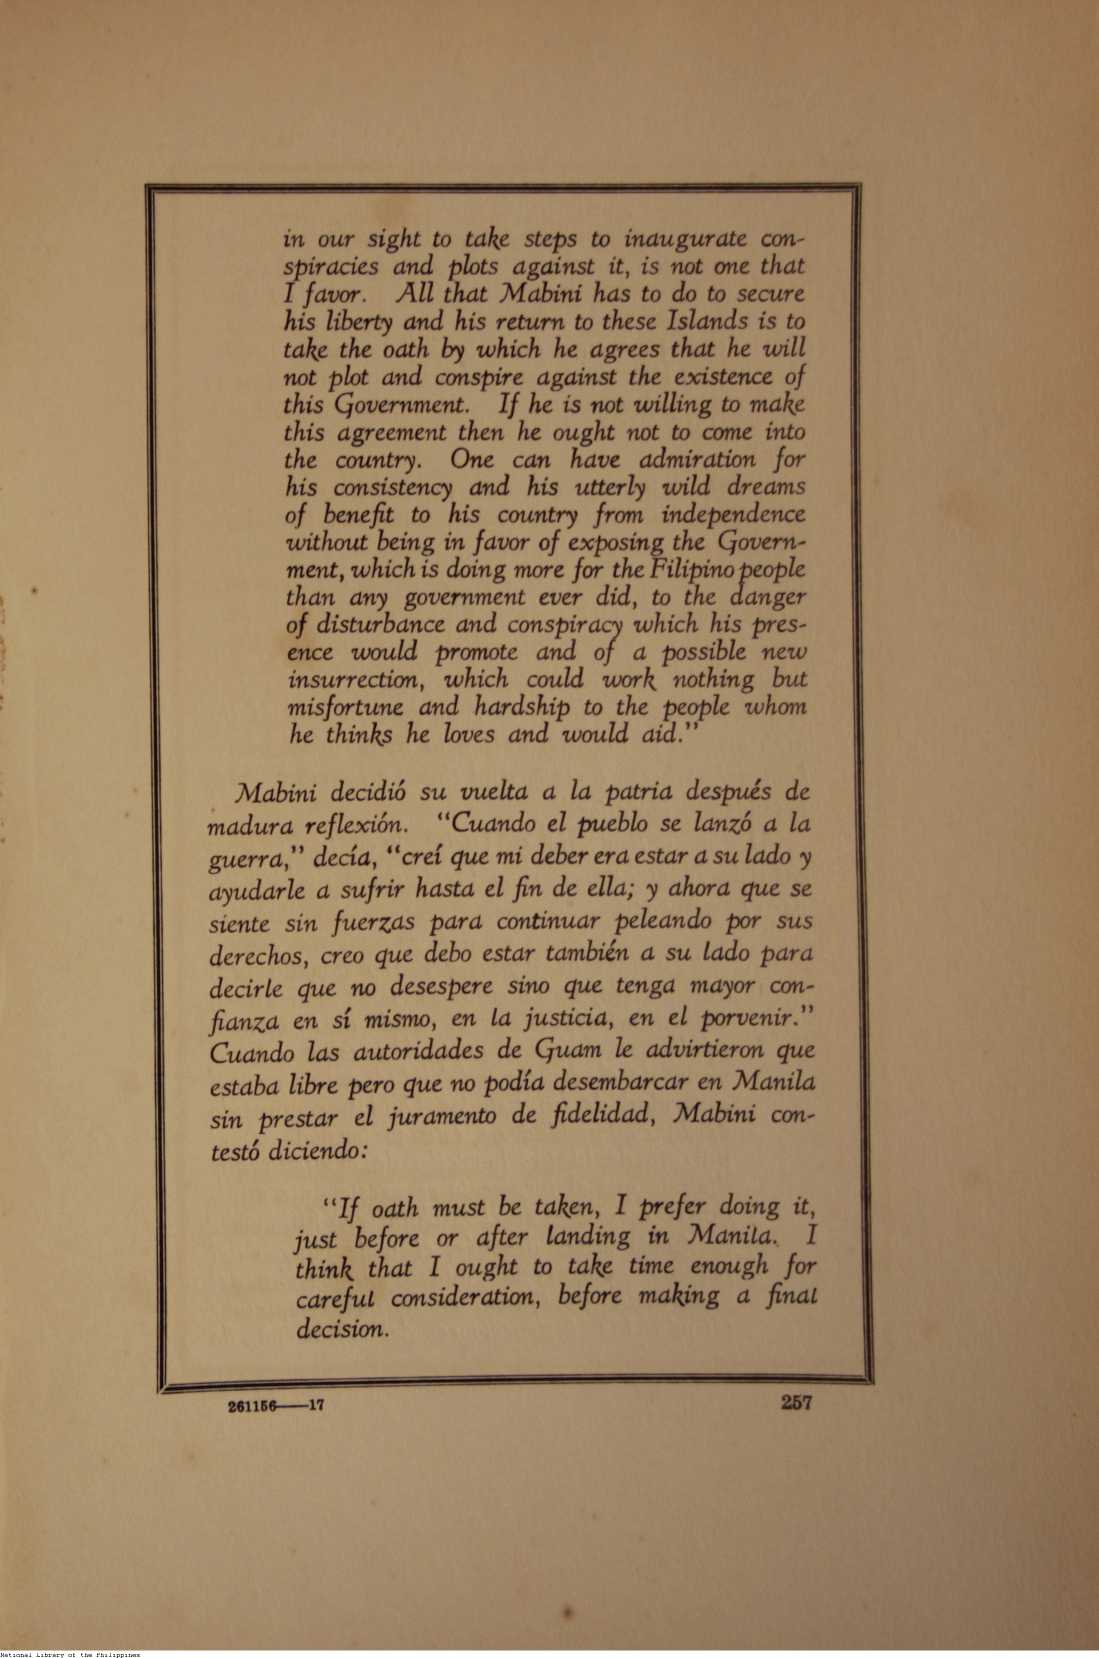 in our sight to take steps to inaugurate con-
spiracies and plots against it, is not one that
I favor. All that Mabini has to do to secure
his liberty and his return to these Islands is to
take the oath by which he agrees that he will
not plot and conspire against the existence of
this Government. If he is not willing to make
this agreement then he ought not to come into
the country. One can have admiration for
his consistency and his utterly wild dreams
of benefit to his country from independence
without being in favor of exposing the Govern-
ment, which is doing more for the Filipino people
than any government ever did, to the danger
of disturbance and conspiracy which his pres-
ence would promote and of a possible new
insurrection, which could work nothing but
misfortune and hardship to the people whom
he thinks he loves and would aid.”
Mabini decidió su vuelta a la patria después de
madura reflexión. “Cuando el pueblo se lanzó a la
guerra,” decía, “creí que mi deber era estar a su lado y
ayudarle a sufrir hasta el fin de ella; y ahora que se
siente sin fuerzas para continuar peleando por sus
derechos, creo que debo estar también a su lado para
decirle que no desespere sino que tenga mayor con-
fianza en sí mismo, en la justicia, en el porvenir.”
Cuando las autoridades de Guam le advirtieron que
estaba libre pero que no podía desembarcar en Manila
sin prestar el juramento de fidelidad, Mabini con-
testó diciendo:
“If oath must be taken, I prefer doing it,
just before or after landing in Manila. I
think that I ought to take time enough for
careful consideration, before making a final
decision.
261156——17 257
National Library of the Philippines